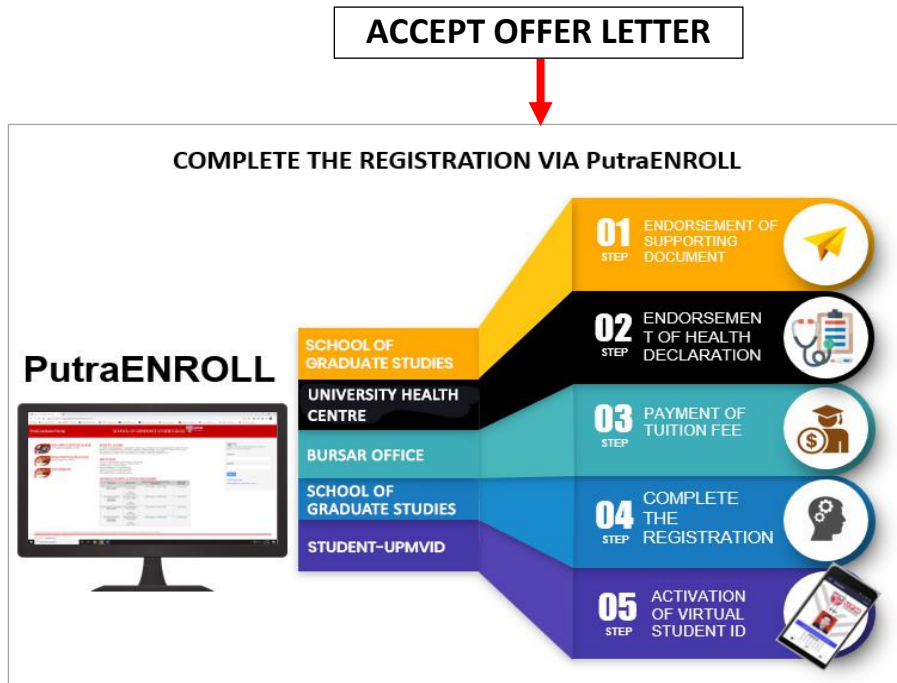 ACCEPT OFFER LETTER
COMPLETE THE REGISTRATION VIA PutraENROLL
PutraENROLL
SCHOOL OF
GRADUATE STUDIES
UNIVERSITY HEALTH
CENTRE
BURSAR OFFICE
SCHOOL OF
GRADUATE STUDIES
STUDENT-UPMVID
01
STEP
ENDORSEMENT OF
SUPPORTING
DOCUMENT
02
STEP
ENDORSEMEN
T OF HEALTH
DECLARATION
03
STEP
PAYMENT OF
TUITION FEE
04
STEP
COMPLETE
THE
REGISTRATION
05
STEP
ACTIVATION
OF VIRTUAL
STUDENT ID